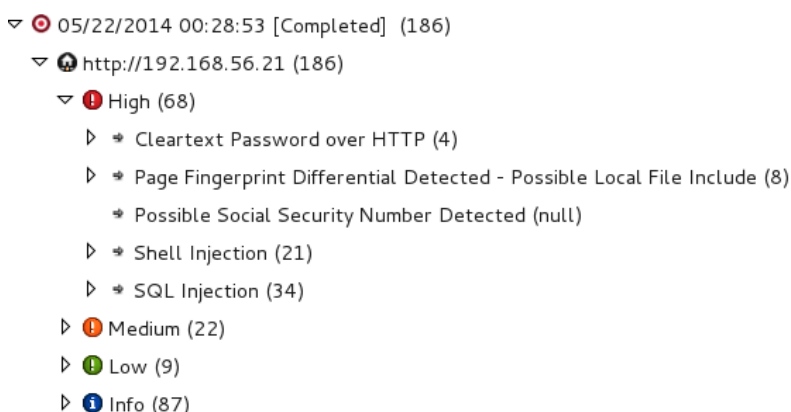 05/22/2014 00:28:53 [Completed] (186)
http://192.168.56.21 (186)
High (68)
Cleartext Password over HTTP (4)
Page Fingerprint Differential Detected - Possible Local File Include (8)
Possible Social Security Number Detected (null)
Shell Injection (21)
SQL Injection (34)
Medium (22)
Low (9)
Info (87)